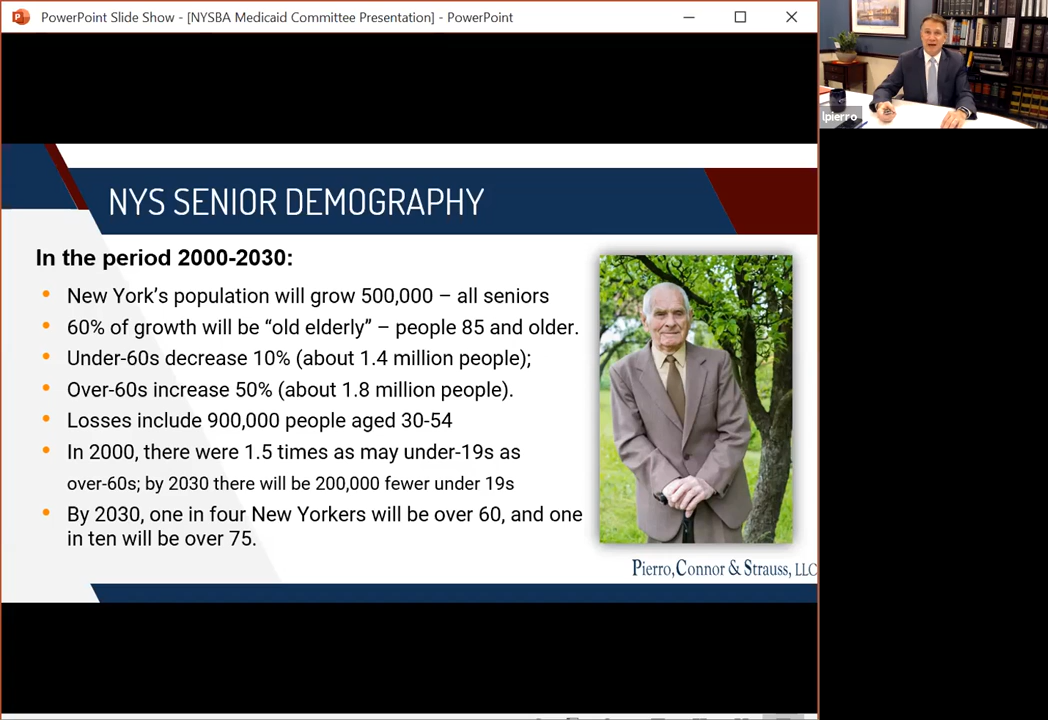 PowerPoint Slide Show - [NYSBA Medicaid Committee Presentation] - PowerPoint
lpierro
NYS SENIOR DEMOGRAPHY
In the period 2000-2030:
• New York's population will grow 500,000 – all seniors
• 60% of growth will be “old elderly” – people 85 and older.
• Under-60s decrease 10% (about 1.4 million people);
• Over-60s increase 50% (about 1.8 million people).
• Losses include 900,000 people aged 30-54
• In 2000, there were 1.5 times as may under-19s as
over-60s; by 2030 there will be 200,000 fewer under 19s
• By 2030, one in four New Yorkers will be over 60, and one
in ten will be over 75.
Pierro, Connor & Strauss, LLC